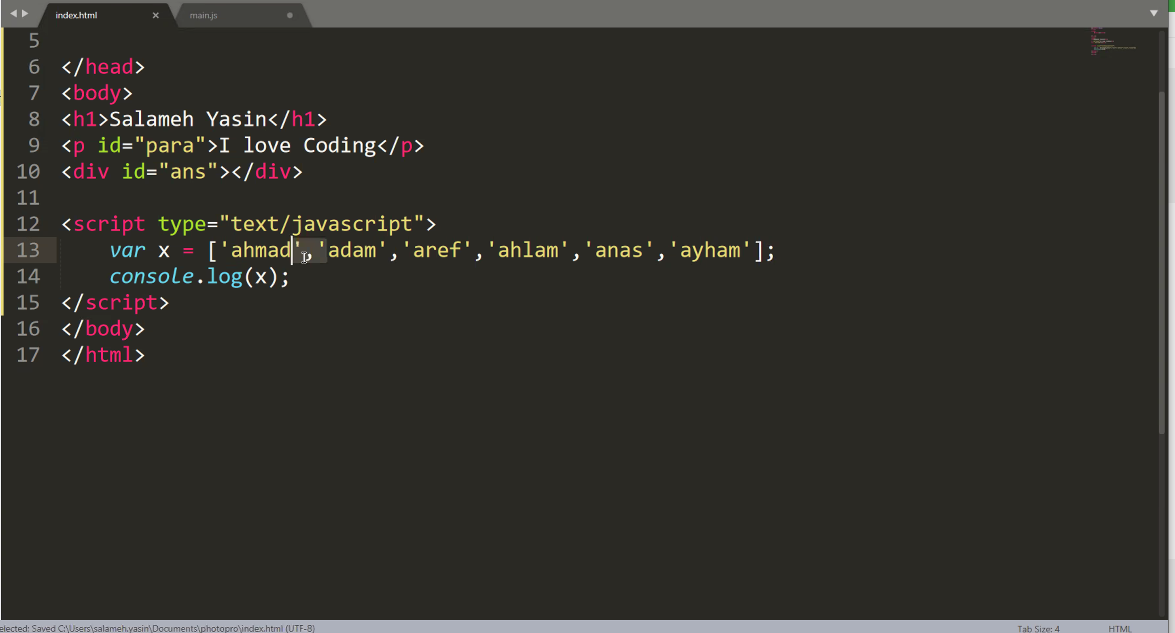 index.html
main.js
5
6 </head>
7 <body>
8 <h1>Salameh Yasin</h1>
9 <p id="para">I love Coding</p>
10 <div id="ans"></div>
11
12 <script type="text/javascript">
13 var x = ['ahmad','adam','aref','ahlam','anas','ayham'];
14 console.log(x);
15 </script>
16 </body>
17 </html>
elected: Saved C:\Users\salameh.yasin\Documents\photopro\index.html (UTF-8)
Tab Size: 4
HTML